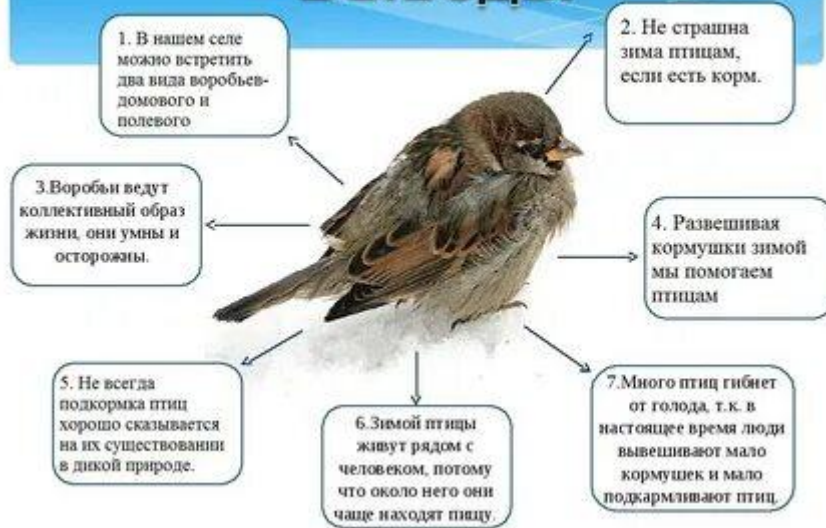 1. В нашем селе
можно встретить
два вида воробьев-
домового и
полевого
2. Не страшна
зима птицам,
если есть корм.
3.Воробьи ведут
коллективный образ
жизни, они умны и
осторожны.
4. Развешивая
кормушки зимой
мы помогаем
птицам
5. Не всегда
подкормка птиц
хорошо сказывается
на их существовании
в дикой природе.
6.Зимой птицы
живут рядом с
человеком, потому
что около него они
чаще находят пищу.
7.Много птиц гибнет
от голода, т.к. в
настоящее время люди
вывешивают мало
кормушек и мало
подкармливают птиц.